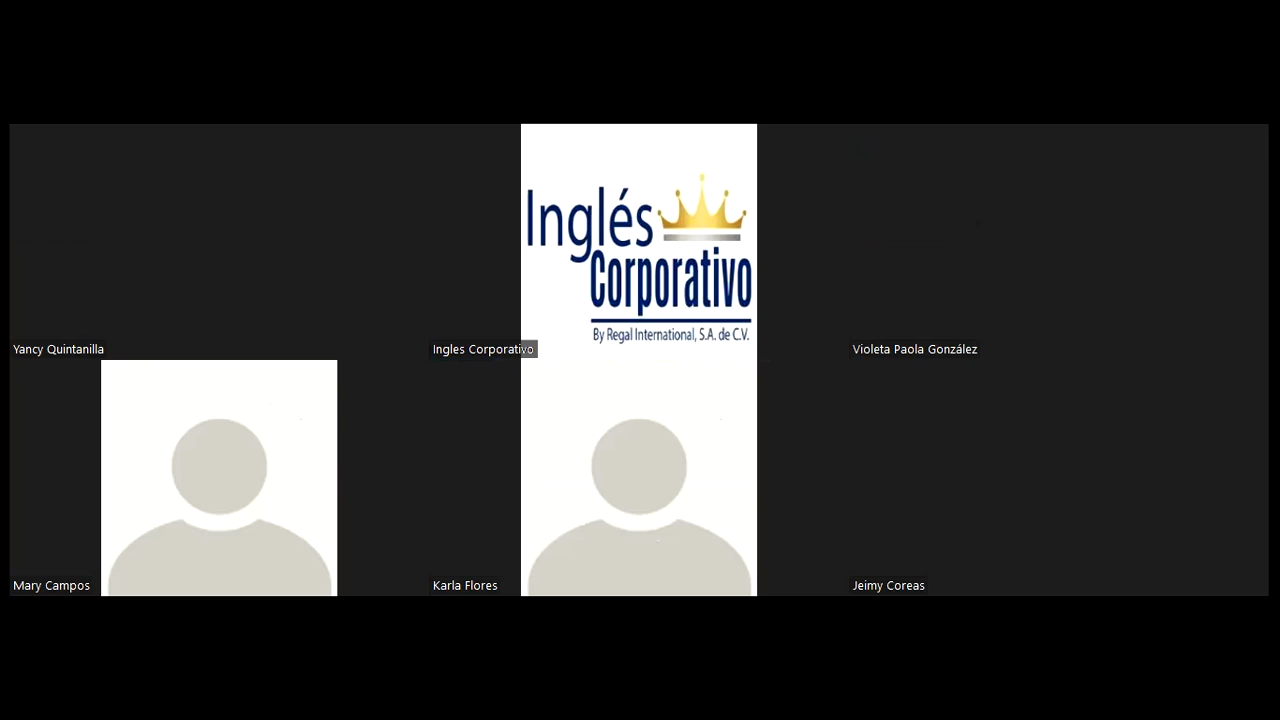 Inglés
Corporativo
By Regal International, S.A. de C.V.
Yancy Quintanilla
Ingles Corporativo
Violeta Paola González
Mary Campos
Karla Flores
Jeimy Coreas